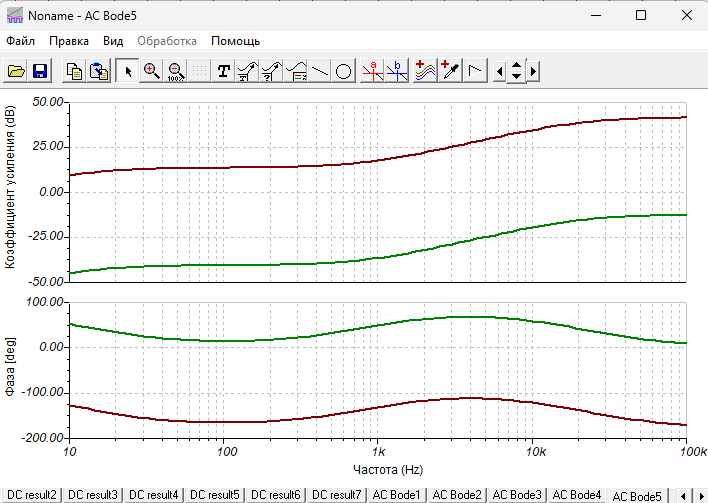 Noname - AC Bode5
Файл Правка Вид Обработка Помощь
100% T ? a b
50.00
25.00
0.00
-25.00
-50.00
Коэффициент усиления (dB)
100.00
0.00
-100.00
-200.00
Фаза [deg]
10 100 1k 10k 100k
Частота (Hz)
DC result2 DC result3 DC result4 DC result5 DC result6 DC result7 AC Bode1 AC Bode2 AC Bode3 AC Bode4 AC Bode5